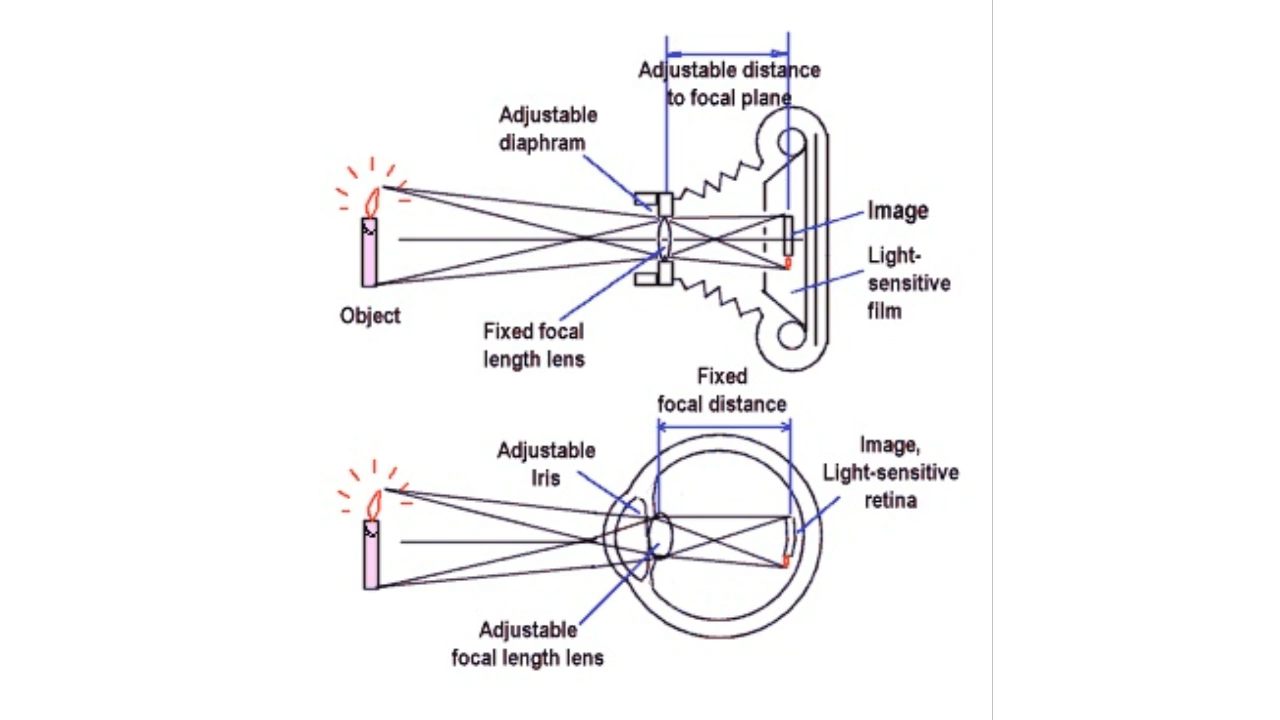 Adjustable distance
to focal plane
Adjustable
diaphram
Image
Light-
sensitive
film
Object
Fixed focal
length lens
Fixed
focal distance
Adjustable
Iris
Image,
Light-sensitive
retina
Adjustable
focal length lens